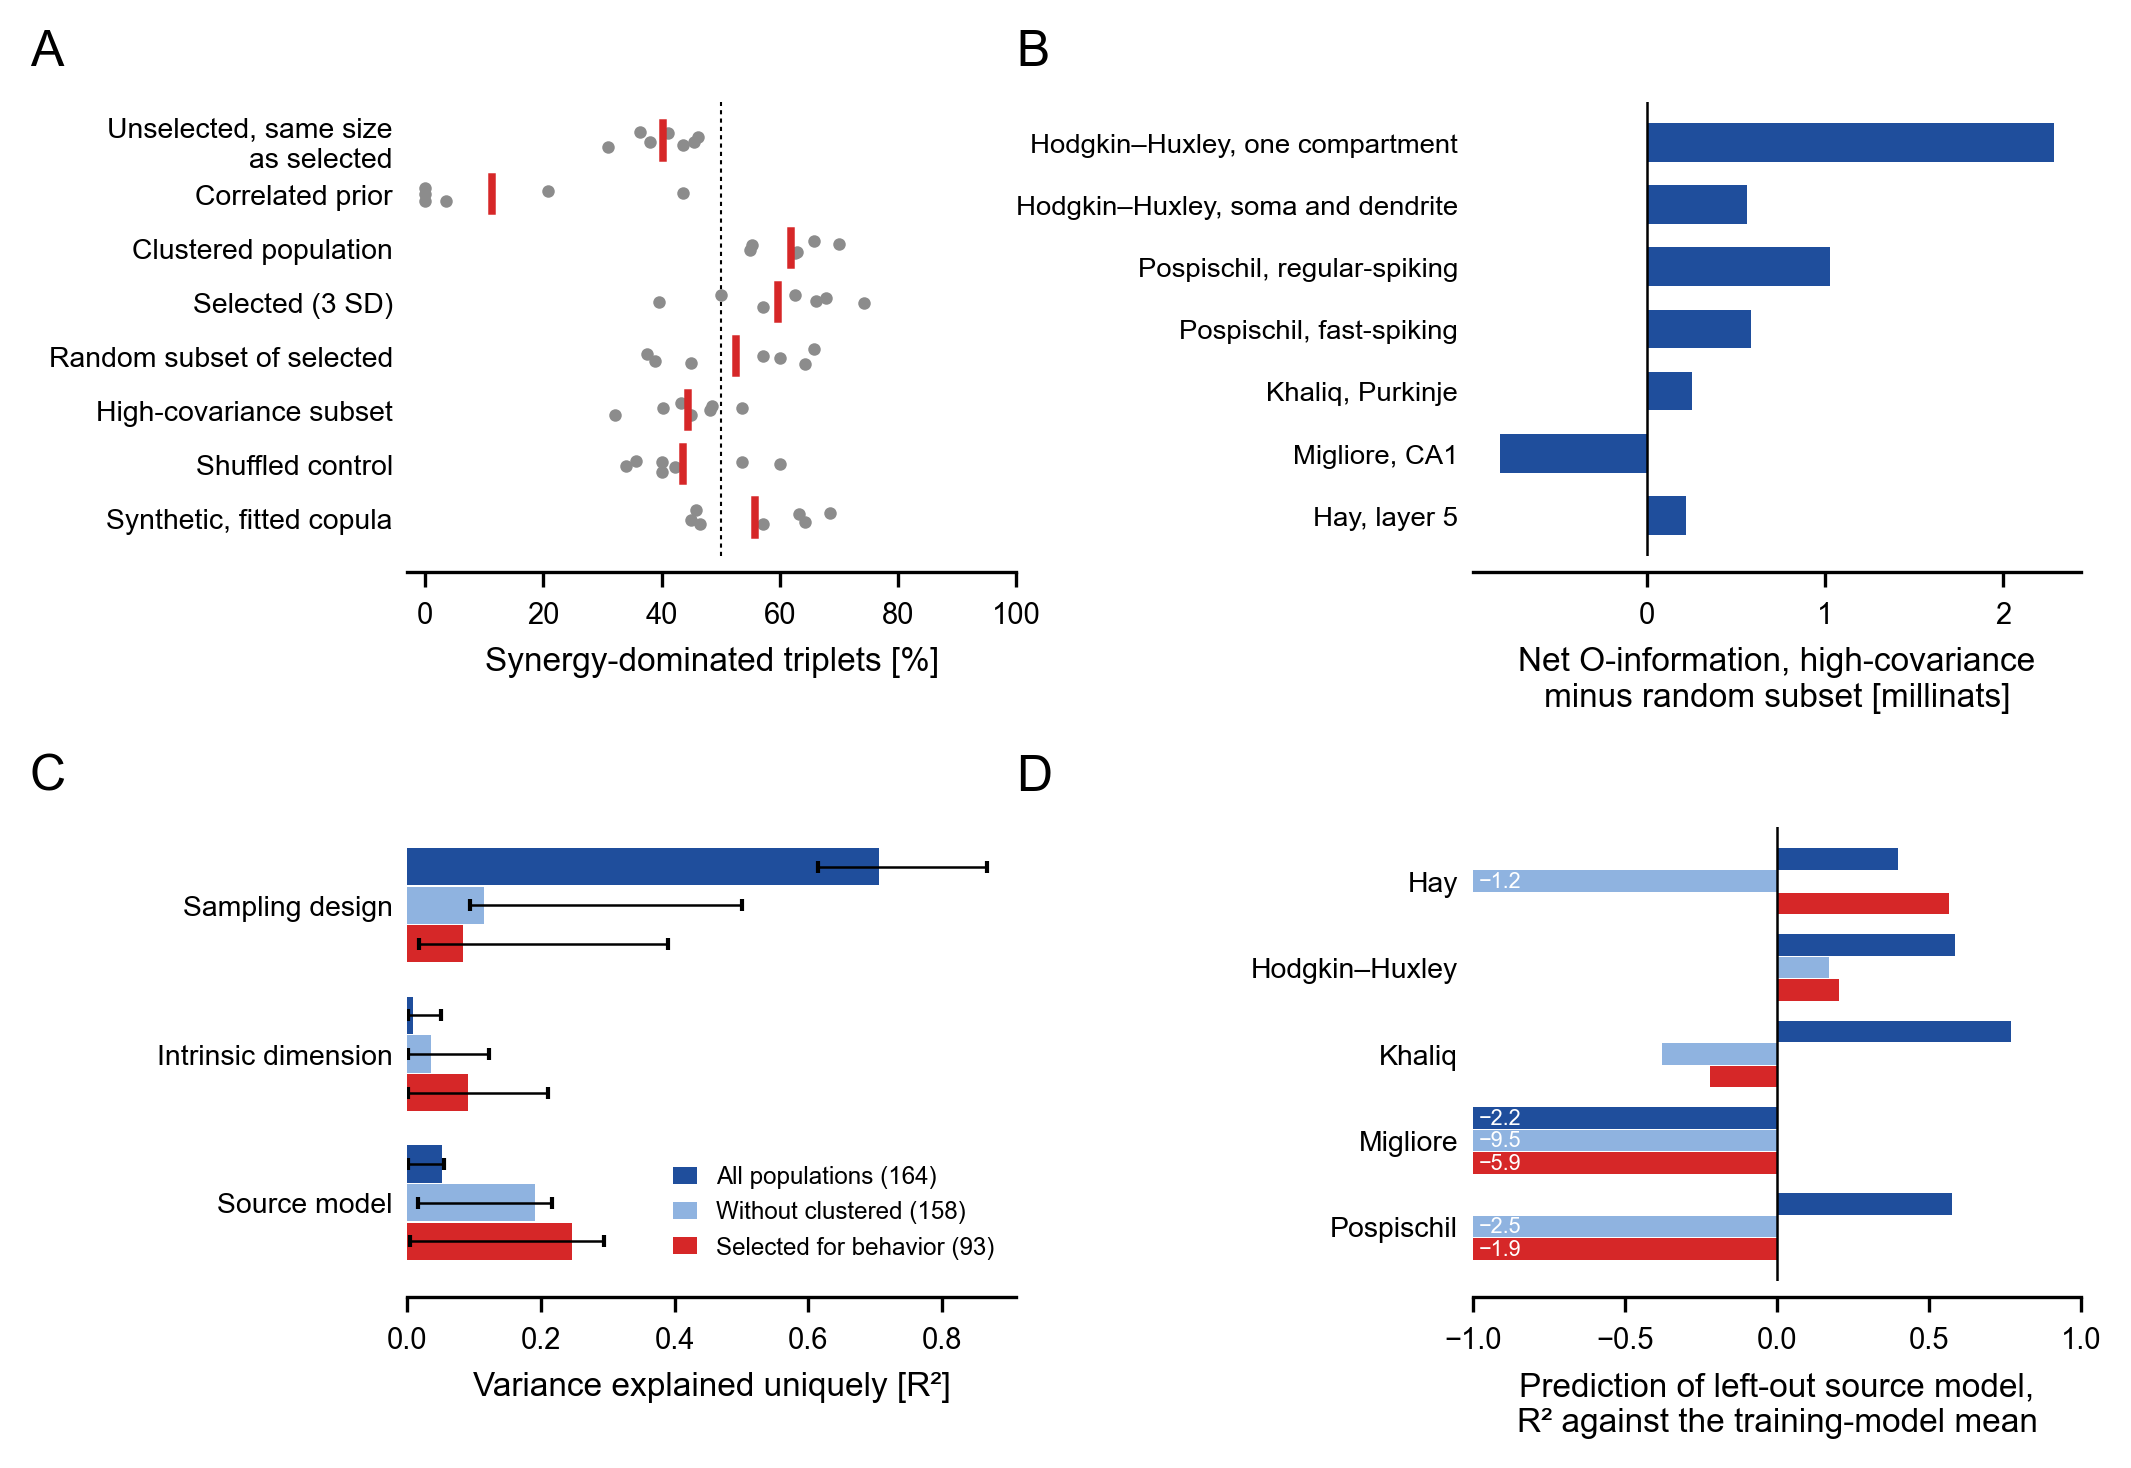 A
Unselected, same size
as selected
Correlated prior
Clustered population
Selected (3 SD)
Random subset of selected
High-covariance subset
Shuffled control
Synthetic, fitted copula
0 20 40 60 80 100
Synergy-dominated triplets [%]
B
Hodgkin–Huxley, one compartment
Hodgkin–Huxley, soma and dendrite
Pospischil, regular-spiking
Pospischil, fast-spiking
Khaliq, Purkinje
Migliore, CA1
Hay, layer 5
0 1 2
Net O-information, high-covariance
minus random subset [millinats]
C
Sampling design
Intrinsic dimension
Source model
All populations (164)
Without clustered (158)
Selected for behavior (93)
0.0 0.2 0.4 0.6 0.8
Variance explained uniquely [R²]
D
Hay
−1.2
Hodgkin–Huxley
Khaliq
Migliore
−2.2
−9.5
−5.9
Pospischil
−2.5
−1.9
−1.0 −0.5 0.0 0.5 1.0
Prediction of left-out source model,
R² against the training-model mean